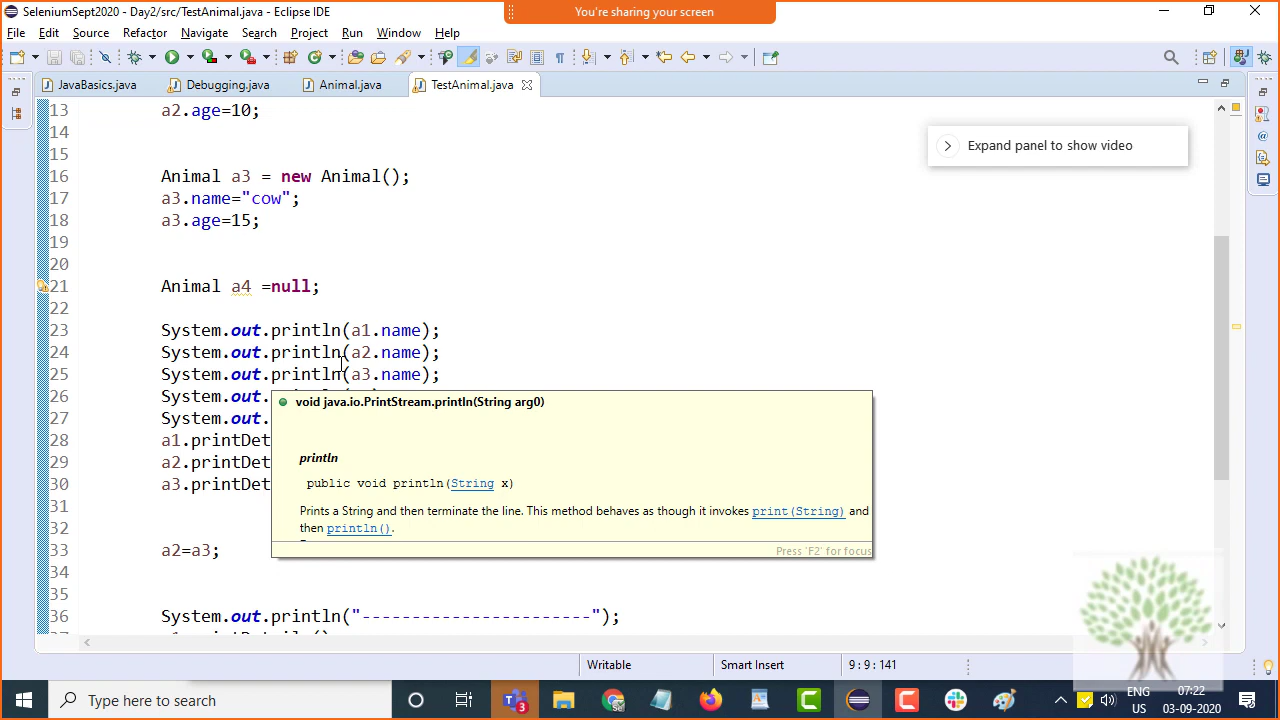 SeleniumSept2020 - Day2/src/TestAnimal.java - Eclipse IDE
You're sharing your screen
File Edit Source Refactor Navigate Search Project Run Window Help
JavaBasics.java Debugging.java Animal.java TestAnimal.java
13 a2.age=10;
14
15
16 Animal a3 = new Animal();
17 a3.name="cow";
18 a3.age=15;
19
20
21 Animal a4 =null;
22
23 System.out.println(a1.name);
24 System.out.println(a2.name);
25 System.out.println(a3.name);
26 System.out.
27 System.out.
28 a1.printDet
29 a2.printDet
30 a3.printDet
31
32
33 a2=a3;
34
35
36 System.out.println("-----------------------");
Expand panel to show video
void java.io.PrintStream.println(String arg0)
println
public void println(String x)
Prints a String and then terminate the line. This method behaves as though it invokes print(String) and
then println().
Press 'F2' for focus
Writable Smart Insert 9 : 9 : 141
Type here to search
3
ENG
US
07:22
03-09-2020